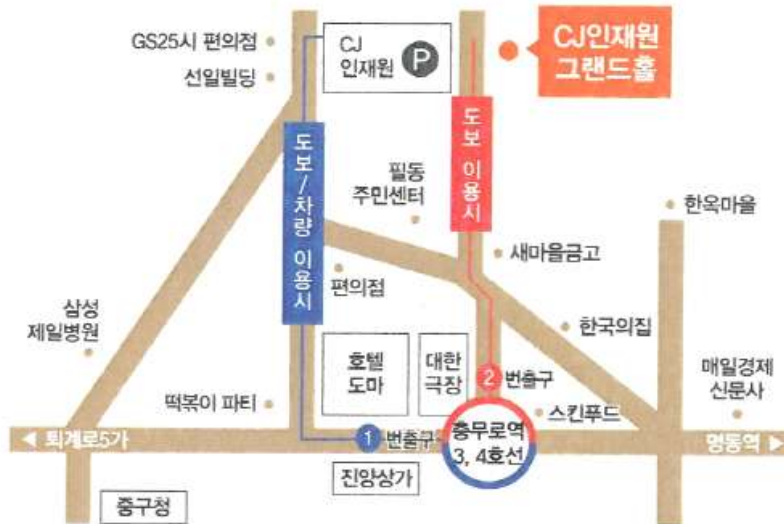 GS25시 편의점
선일빌딩
CJ
인재원 P
CJ인재원
그랜드홀
도보/차량 이용시
도보 이용시
필동
주민센터
한옥마을
새마을금고
편의점
삼성
제일병원
한국의집
호텔
도마
대한
극장
2 번출구
매일경제
신문사
떡볶이 파티
스킨푸드
◀ 퇴계로5가
1 번출구
충무로역
3, 4호선
명동역 ▶
진양상가
중구청